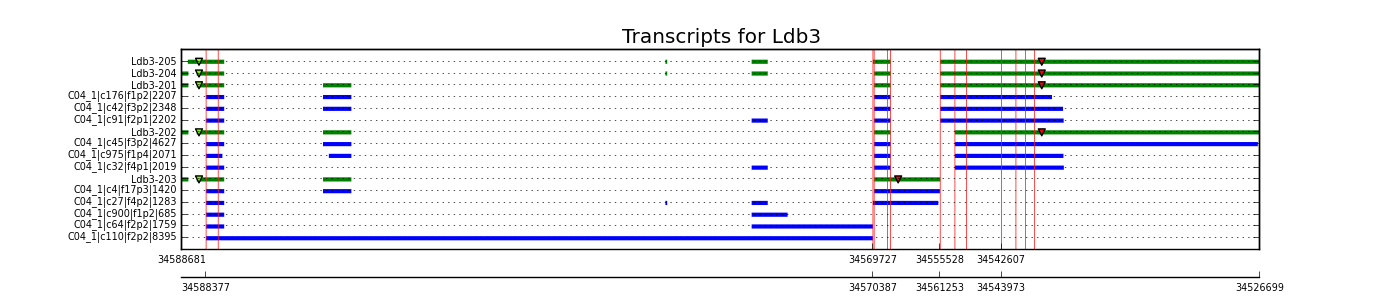 Transcripts for Ldb3
Ldb3-205
Ldb3-204
Ldb3-201
C04_1|c176|f1p2|2207
C04_1|c42|f3p2|2348
C04_1|c91|f2p1|2202
Ldb3-202
C04_1|c45|f3p2|4627
C04_1|c975|f1p4|2071
C04_1|c32|f4p1|2019
Ldb3-203
C04_1|c4|f17p3|1420
C04_1|c27|f4p2|1283
C04_1|c900|f1p2|685
C04_1|c64|f2p2|1759
C04_1|c110|f2p2|8395
34588681 34569727 34555528 34542607
34588377 34570387 34561253 34543973 34526699